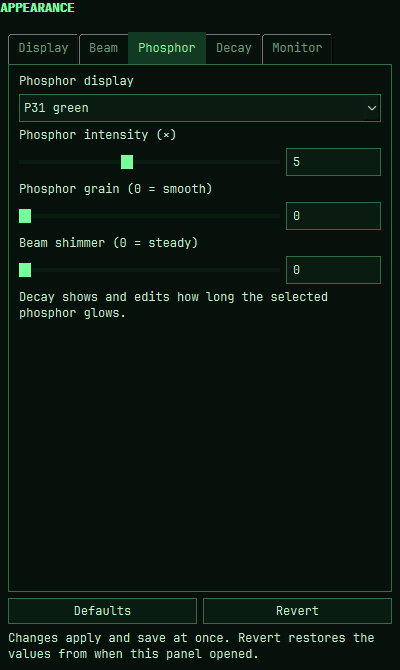 APPEARANCE
Display Beam Phosphor Decay Monitor
Phosphor display
P31 green
Phosphor intensity (×)
5
Phosphor grain (0 = smooth)
0
Beam shimmer (0 = steady)
0
Decay shows and edits how long the selected
phosphor glows.
Defaults Revert
Changes apply and save at once. Revert restores the
values from when this panel opened.